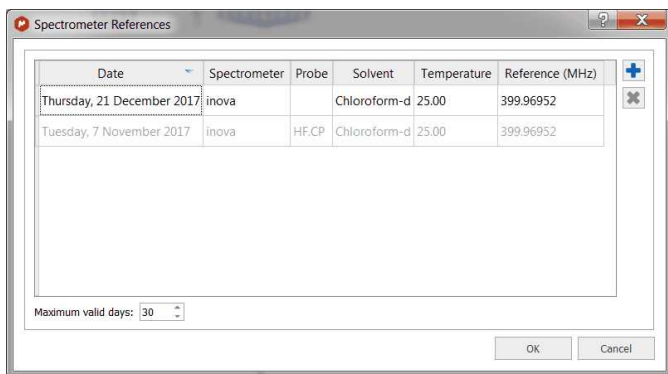 Spectrometer References
Date Spectrometer Probe Solvent Temperature Reference (MHz)
Thursday, 21 December 2017 inova Chloroform-d 25.00 399.96952
Tuesday, 7 November 2017 inova HF.CP Chloroform-d 25.00 399.96952
Maximum valid days: 30
OK Cancel